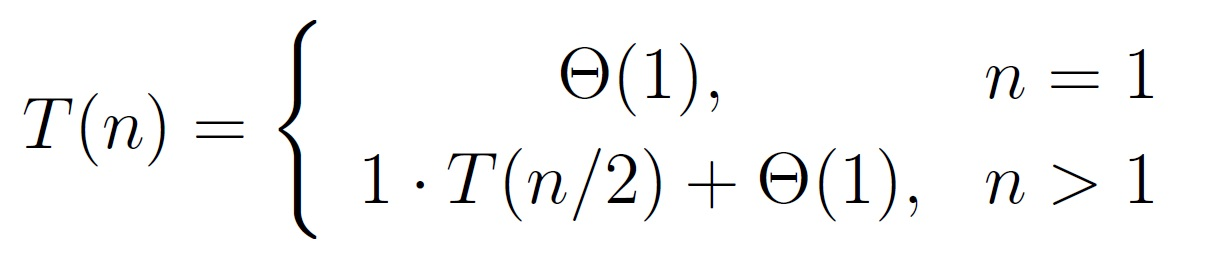 T(n) = { Θ(1), n = 1
1 · T(n/2) + Θ(1), n > 1